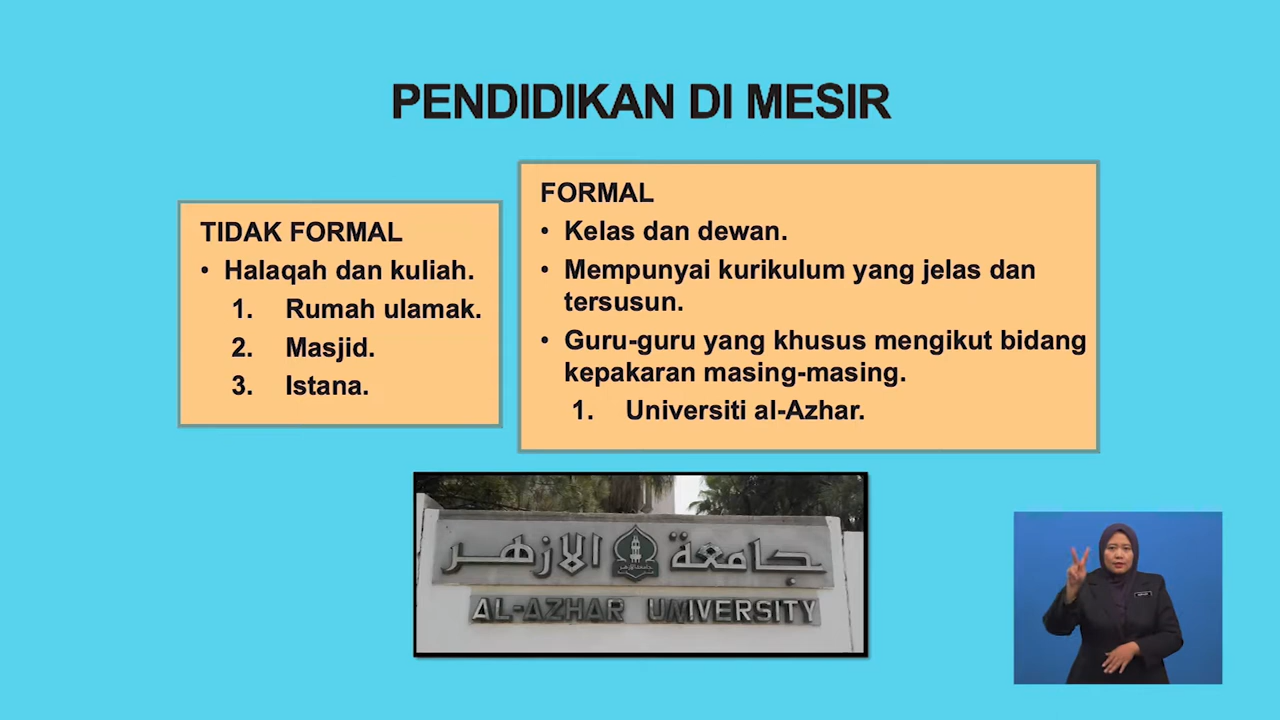 PENDIDIKAN DI MESIR
TIDAK FORMAL
• Halaqah dan kuliah.
1. Rumah ulamak.
2. Masjid.
3. Istana.
FORMAL
• Kelas dan dewan.
• Mempunyai kurikulum yang jelas dan
tersusun.
• Guru-guru yang khusus mengikut bidang
kepakaran masing-masing.
1. Universiti al-Azhar.
جامعة الازهر
AL-AZHAR UNIVERSITY